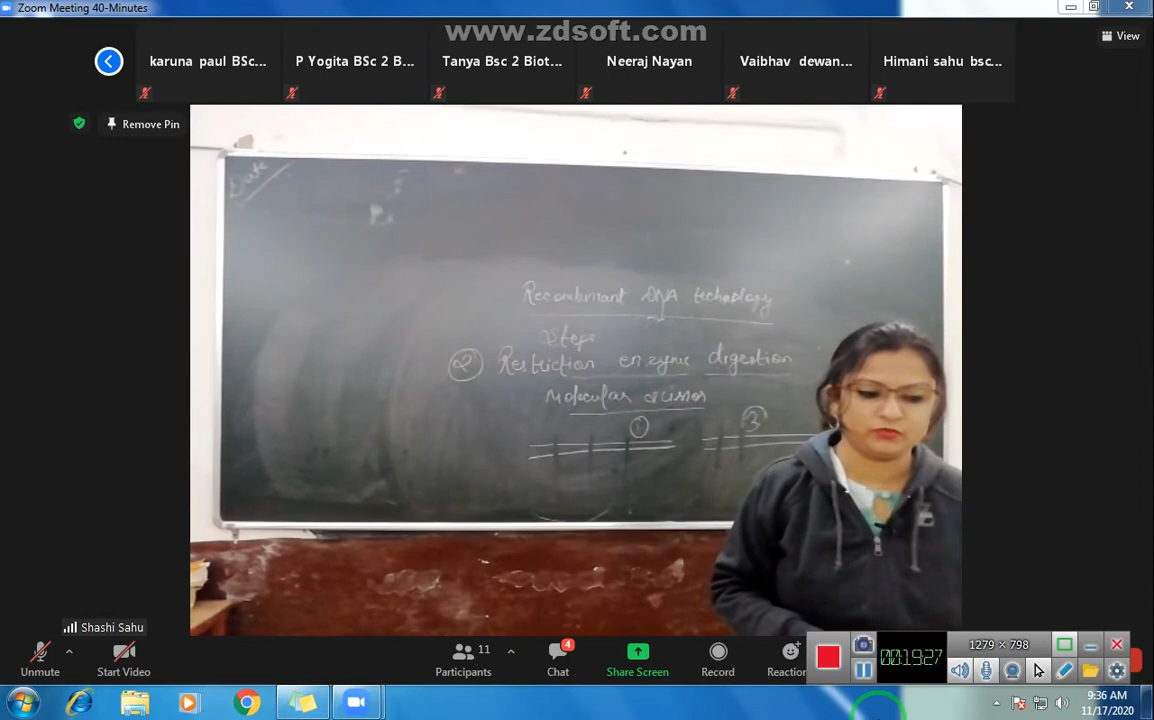 Zoom Meeting 40-Minutes
www.zdsoft.com
View
karuna paul BSc...
P Yogita BSc 2 B...
Tanya Bsc 2 Biot...
Neeraj Nayan
Vaibhav dewan...
Himani sahu bsc...
Remove Pin
Date
Recombinant DNA technology
Steps
2 Restriction enzyme digestion
Molecular scissor
1
3
Shashi Sahu
Unmute
Start Video
11
Participants
4
Chat
Share Screen
Record
Reaction
00:19:27
1279 × 798
9:36 AM
11/17/2020